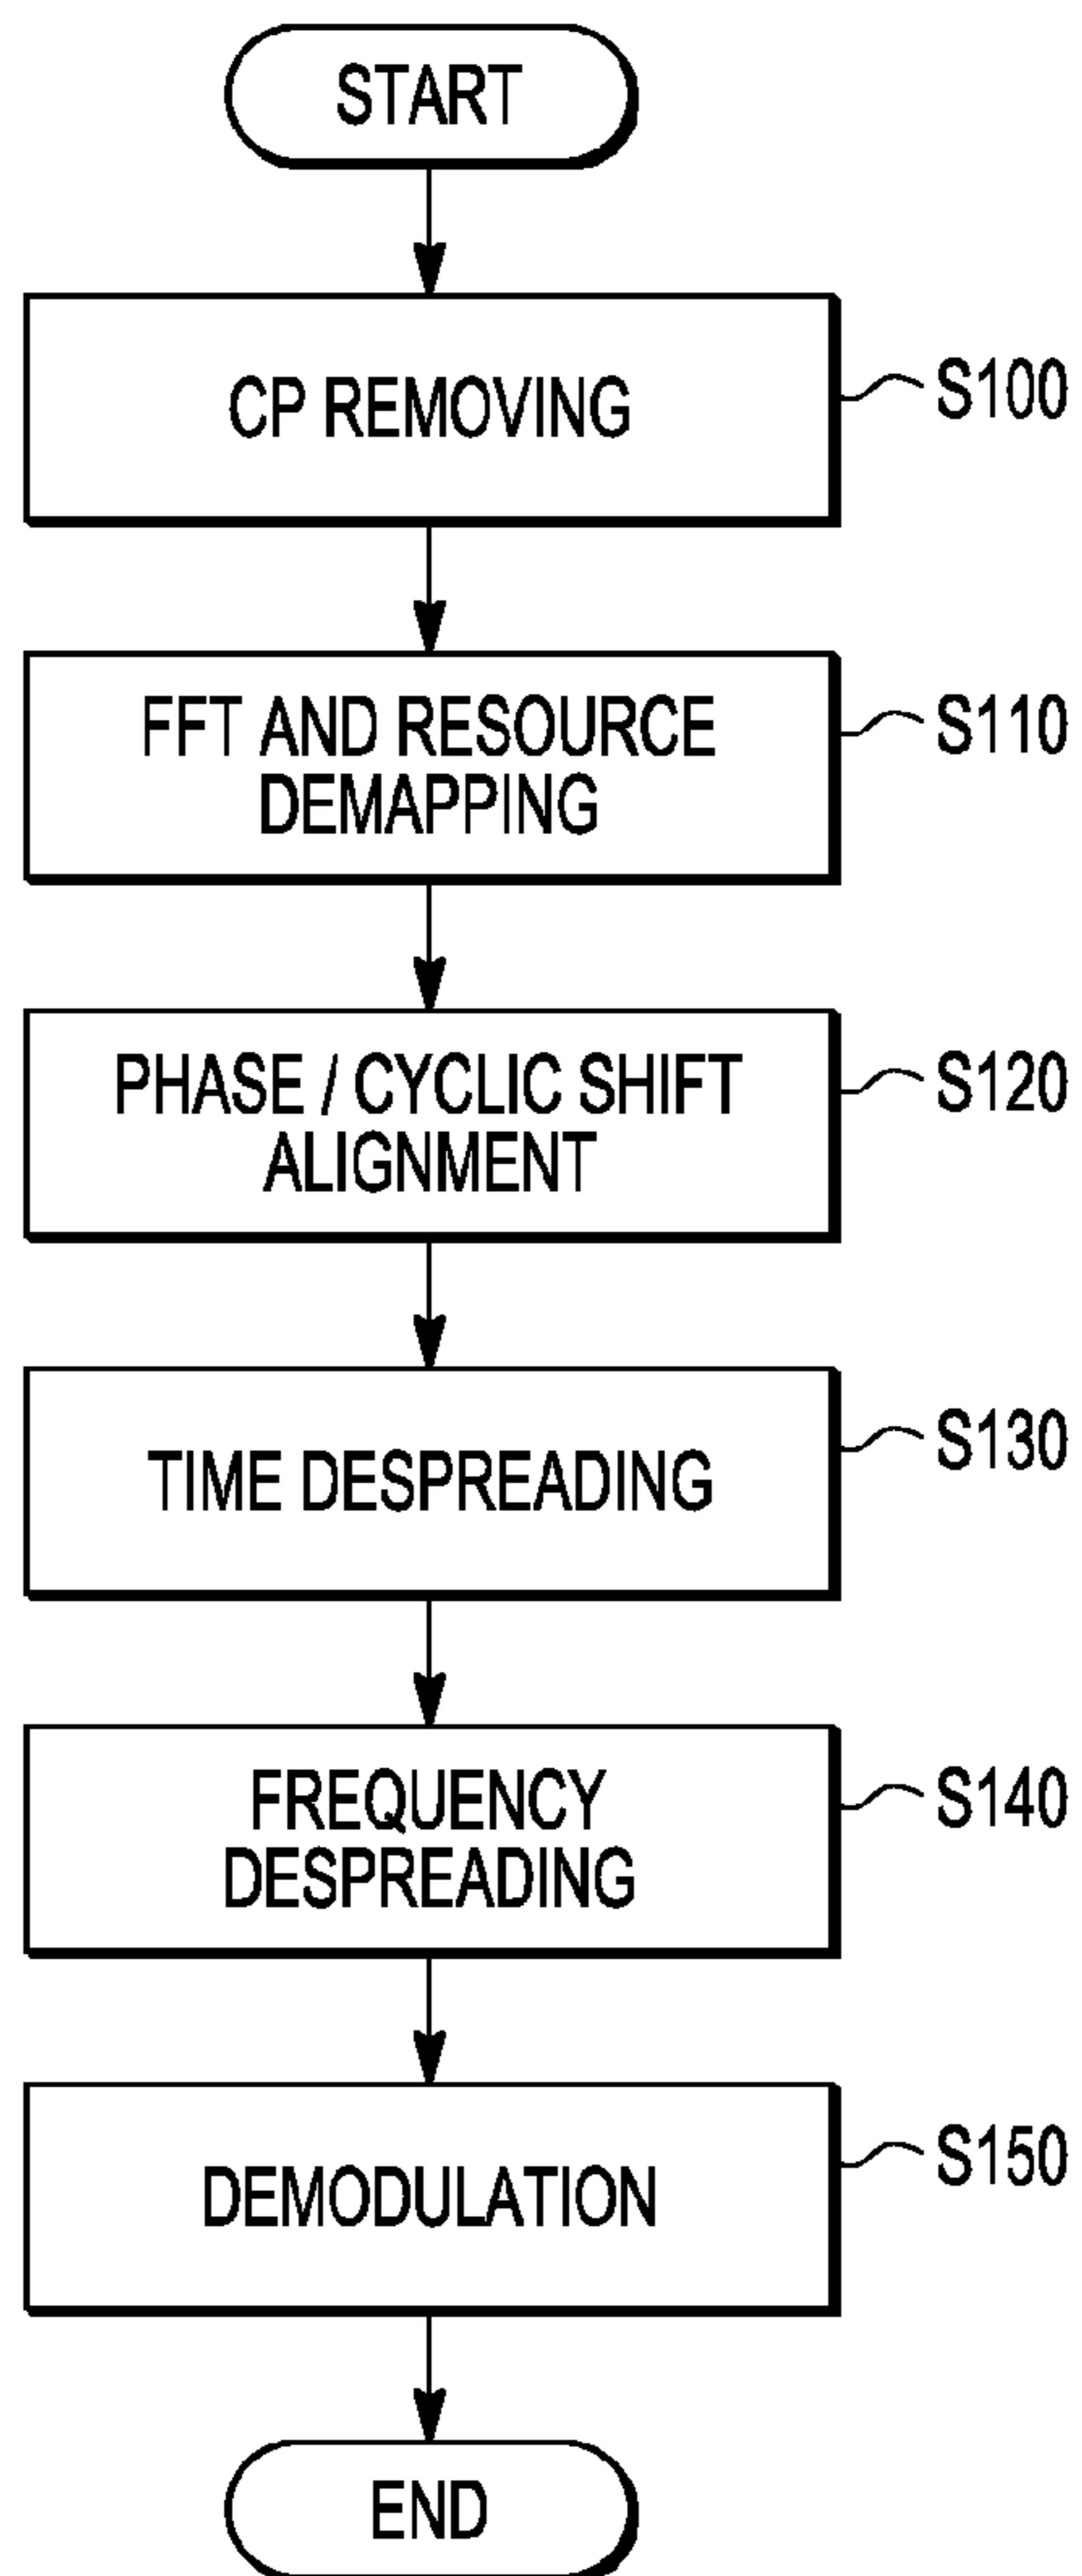 START
CP REMOVING
S100
FFT AND RESOURCE
DEMAPPING
S110
PHASE / CYCLIC SHIFT
ALIGNMENT
S120
TIME DESPREADING
S130
FREQUENCY
DESPREADING
S140
DEMODULATION
S150
END